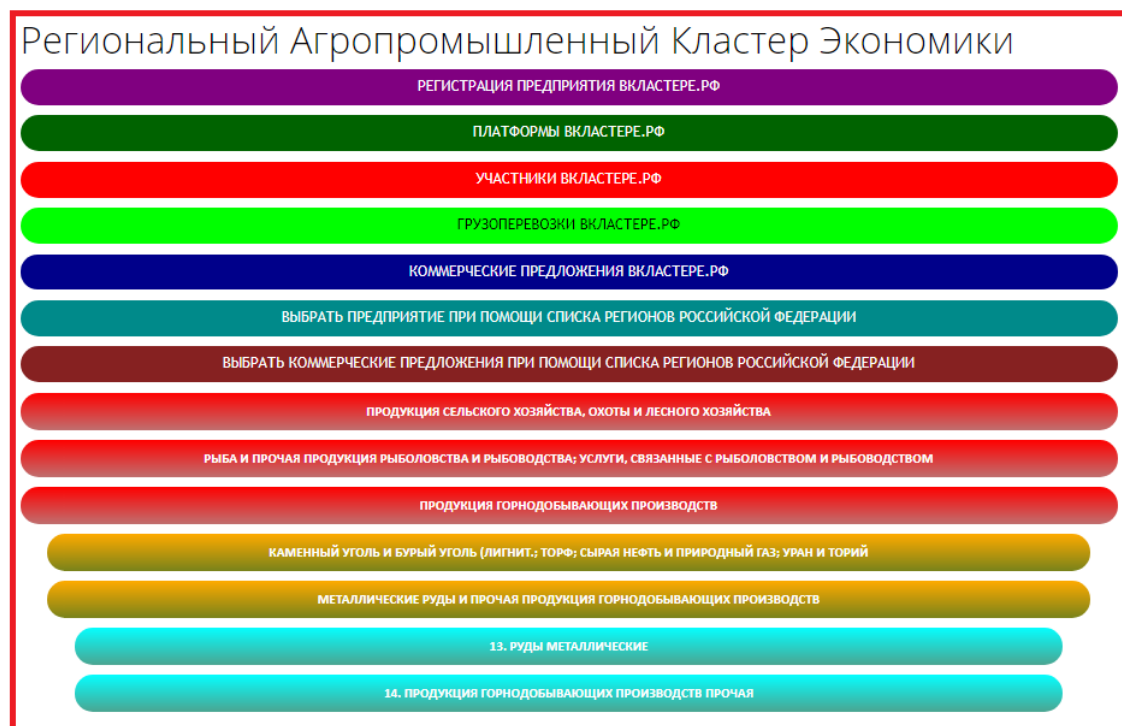 Региональный Агропромышленный Кластер Экономики
РЕГИСТРАЦИЯ ПРЕДПРИЯТИЯ ВКЛАСТЕРЕ.РФ
ПЛАТФОРМЫ ВКЛАСТЕРЕ.РФ
УЧАСТНИКИ ВКЛАСТЕРЕ.РФ
ГРУЗОПЕРЕВОЗКИ ВКЛАСТЕРЕ.РФ
КОММЕРЧЕСКИЕ ПРЕДЛОЖЕНИЯ ВКЛАСТЕРЕ.РФ
ВЫБРАТЬ ПРЕДПРИЯТИЕ ПРИ ПОМОЩИ СПИСКА РЕГИОНОВ РОССИЙСКОЙ ФЕДЕРАЦИИ
ВЫБРАТЬ КОММЕРЧЕСКИЕ ПРЕДЛОЖЕНИЯ ПРИ ПОМОЩИ СПИСКА РЕГИОНОВ РОССИЙСКОЙ ФЕДЕРАЦИИ
ПРОДУКЦИЯ СЕЛЬСКОГО ХОЗЯЙСТВА, ОХОТЫ И ЛЕСНОГО ХОЗЯЙСТВА
РЫБА И ПРОЧАЯ ПРОДУКЦИЯ РЫБОЛОВСТВА И РЫБОВОДСТВА; УСЛУГИ, СВЯЗАННЫЕ С РЫБОЛОВСТВОМ И РЫБОВОДСТВОМ
ПРОДУКЦИЯ ГОРНОДОБЫВАЮЩИХ ПРОИЗВОДСТВ
КАМЕННЫЙ УГОЛЬ И БУРЫЙ УГОЛЬ (ЛИГНИТ.; ТОРФ; СЫРАЯ НЕФТЬ И ПРИРОДНЫЙ ГАЗ; УРАН И ТОРИЙ
МЕТАЛЛИЧЕСКИЕ РУДЫ И ПРОЧАЯ ПРОДУКЦИЯ ГОРНОДОБЫВАЮЩИХ ПРОИЗВОДСТВ
13. РУДЫ МЕТАЛЛИЧЕСКИЕ
14. ПРОДУКЦИЯ ГОРНОДОБЫВАЮЩИХ ПРОИЗВОДСТВ ПРОЧАЯ